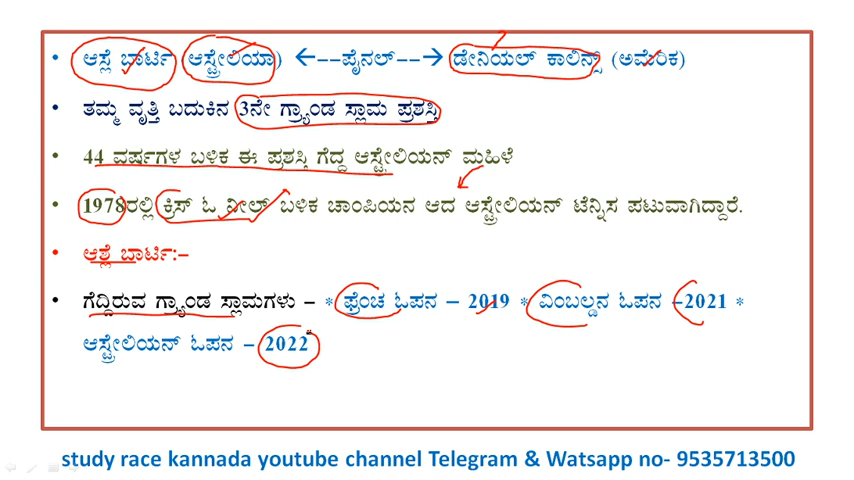 • ಆಸ್ಲೆ ಬಾರ್ಟಿ (ಆಸ್ಟ್ರೇಲಿಯಾ) <--ಪೈನಲ್--> ಡೇನಿಯಲ್ ಕಾಲಿನ್ಸ್ (ಅಮೆರಿಕ)
• ತಮ್ಮ ವೃತ್ತಿ ಬದುಕಿನ 3ನೇ ಗ್ರ್ಯಾಂಡ ಸ್ಲಾಮ ಪ್ರಶಸ್ತಿ
• 44 ವರ್ಷಗಳ ಬಳಿಕ ಈ ಪ್ರಶಸ್ತಿ ಗೆದ್ದ ಆಸ್ಟ್ರೇಲಿಯನ್ ಮಹಿಳೆ
• 1978ರಲ್ಲಿ ಕ್ರಿಸ್ ಓ ನೀಲ್ ಬಳಿಕ ಚಾಂಪಿಯನ ಆದ ಆಸ್ಟ್ರೇಲಿಯನ್ ಟೆನ್ನಿಸ ಪಟುವಾಗಿದ್ದಾರೆ.
• ಆಶ್ಲೆ ಬಾರ್ಟಿ:-
• ಗೆದ್ದಿರುವ ಗ್ರ್ಯಾಂಡ ಸ್ಲಾಮಗಳು – * ಫ್ರೆಂಚ ಓಪನ – 2019 * ವಿಂಬಲ್ಡನ ಓಪನ –2021 *
ಆಸ್ಟ್ರೇಲಿಯನ್ ಓಪನ - 2022
study race kannada youtube channel Telegram & Watsapp no- 9535713500